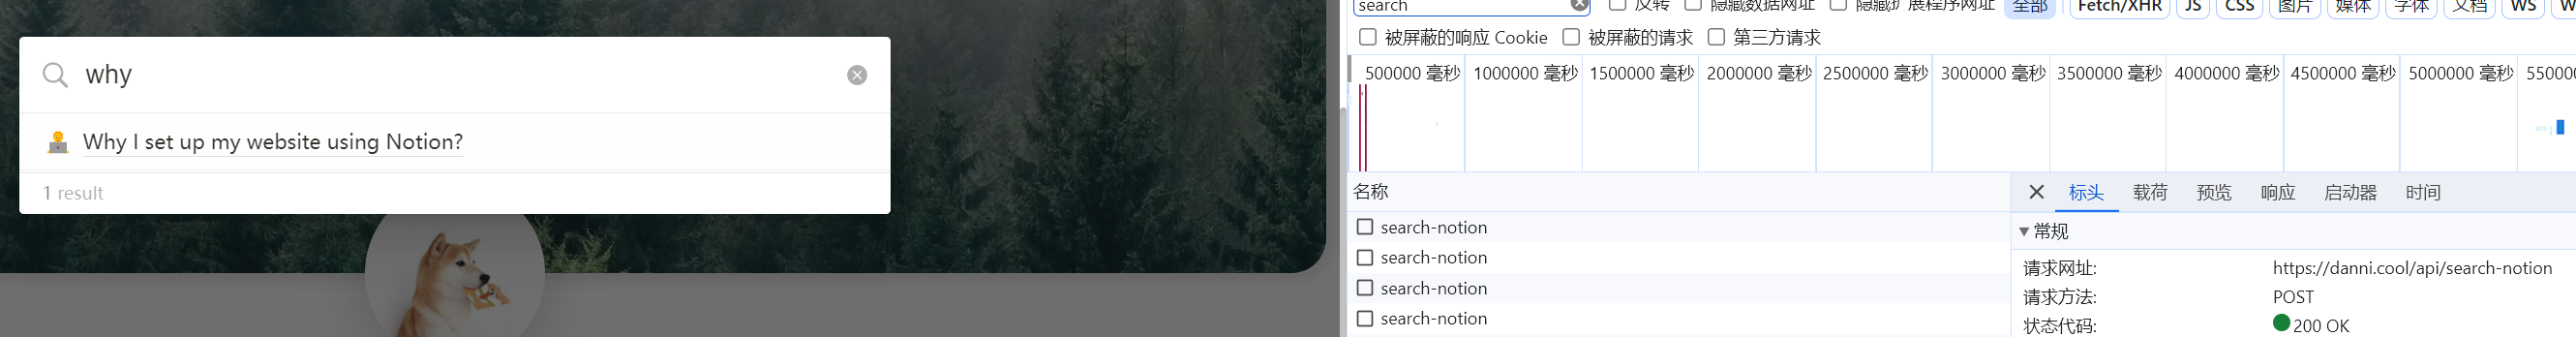 why
Why I set up my website using Notion?
1 result
search
反转 隐藏数据网址 隐藏扩展程序网址 全部 Fetch/XHR JS CSS 图片 媒体 字体 文档 WS
被屏蔽的响应 Cookie 被屏蔽的请求 第三方请求
500000 毫秒 1000000 毫秒 1500000 毫秒 2000000 毫秒 2500000 毫秒 3000000 毫秒 3500000 毫秒 4000000 毫秒 4500000 毫秒 5000000 毫秒
名称
search-notion
search-notion
search-notion
search-notion
标头 载荷 预览 响应 启动器 时间
常规
请求网址: https://danni.cool/api/search-notion
请求方法: POST
状态代码: 200 OK